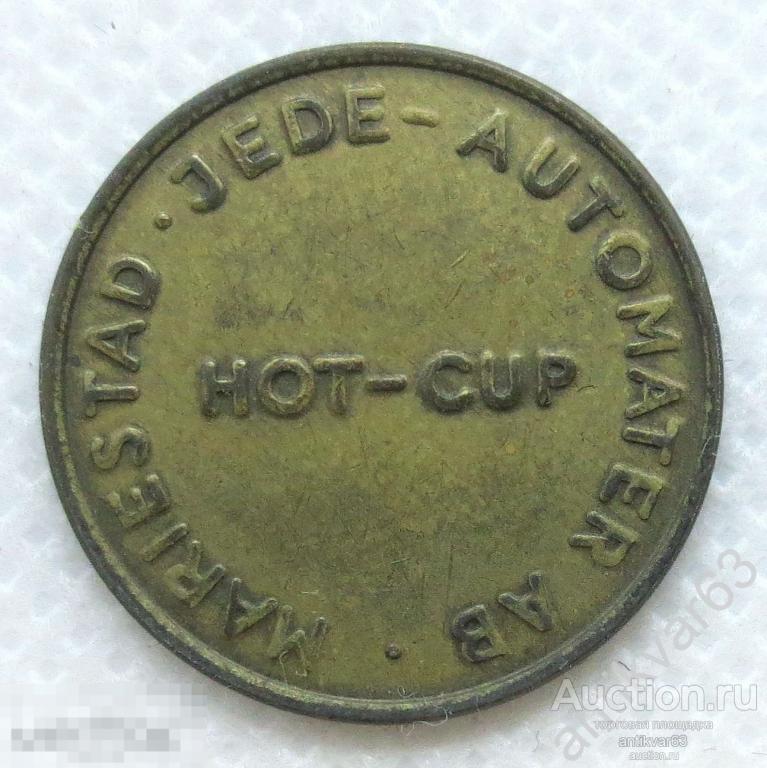 JEDE-AUTOMATER AB · MARIESTAD ·
HOT-CUP
antikvar63
Auction.ru
торговая площадка
antikvar63
auction.ru